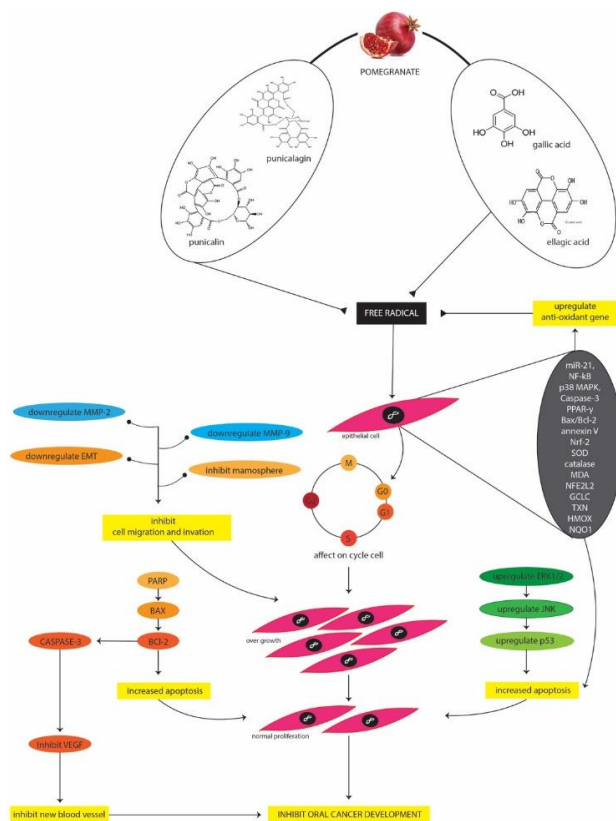 POMEGRANATE
punicalagin
punicalin
gallic acid
ellagic acid
FREE RADICAL
upregulate
anti-oxidant gene
miR-21,
NF-kB
p38 MAPK,
Caspase-3
PPAR-γ
Bax/Bcl-2
annexin V
Nrf-2
SOD
catalase
MDA
NFE2L2
GCLC
TXN
HMOX
NQO1
downregulate MMP-2
downregulate MMP-9
downregulate EMT
inhibit mamosphere
inhibit
cell migration and invation
epithelial cell
M
G0
G1
S
affect on cycle cell
PARP
BAX
BCl-2
CASPASE-3
increased apoptosis
Inhibit VEGF
inhibit new blood vessel
over growth
normal proliferation
upregulate ERK1/2
upregulate JNK
upregulate p53
increased apoptosis
INHIBIT ORAL CANCER DEVELOPMENT